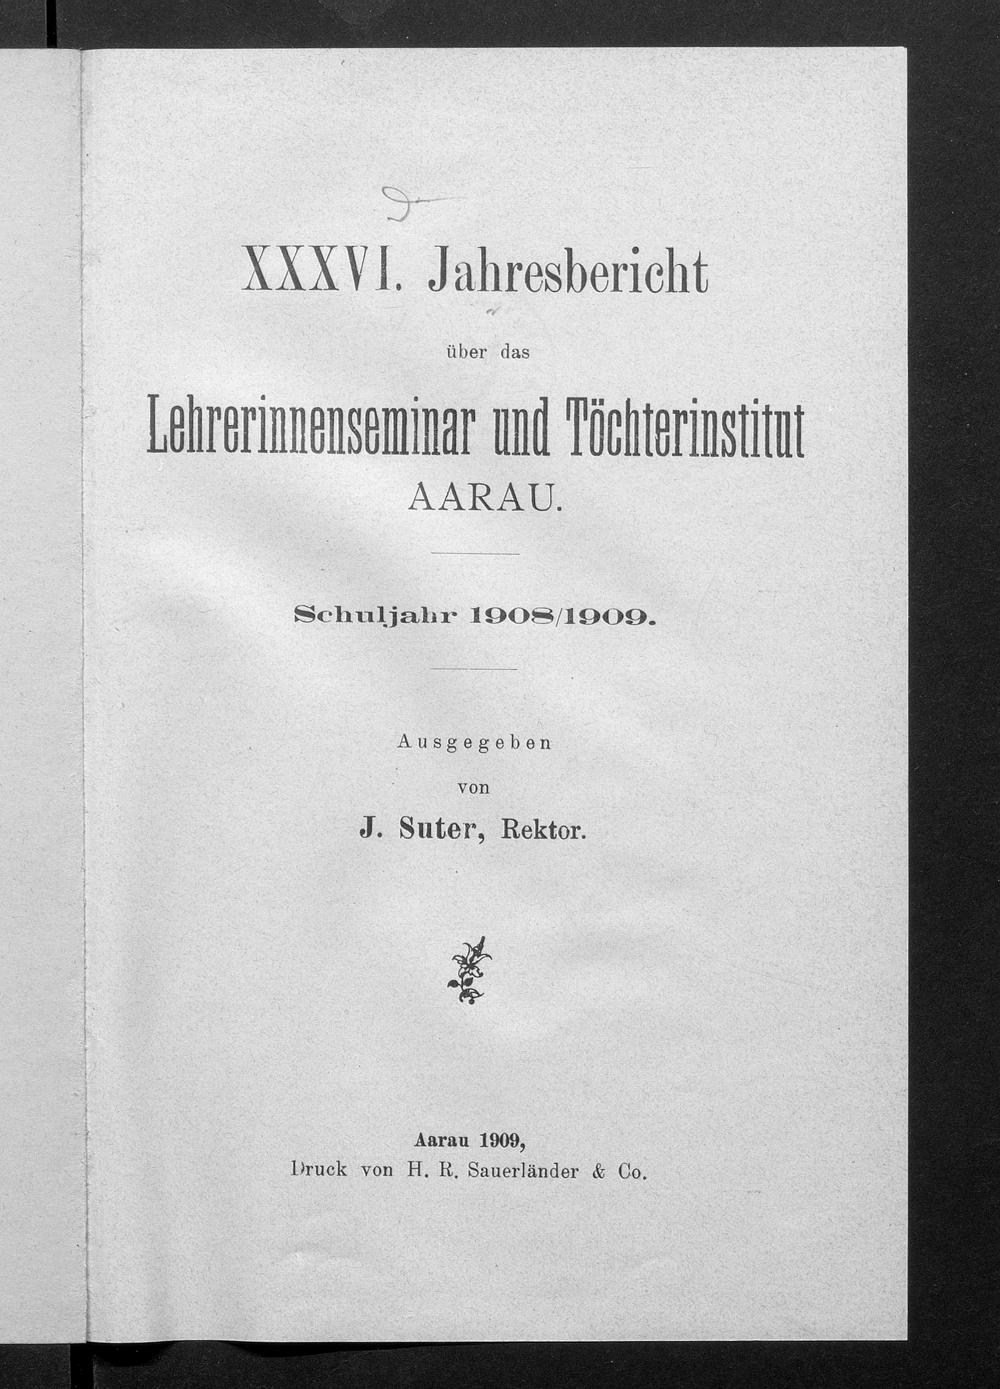 XXXVI. Jahresbericht
über das
Lehrerinnenseminar und Töchterinstitut
AARAU.
Schuljahr 1908/1909.
Ausgegeben
von
J. Suter, Rektor.
Aarau 1909,
Druck von H. R. Sauerländer & Co.